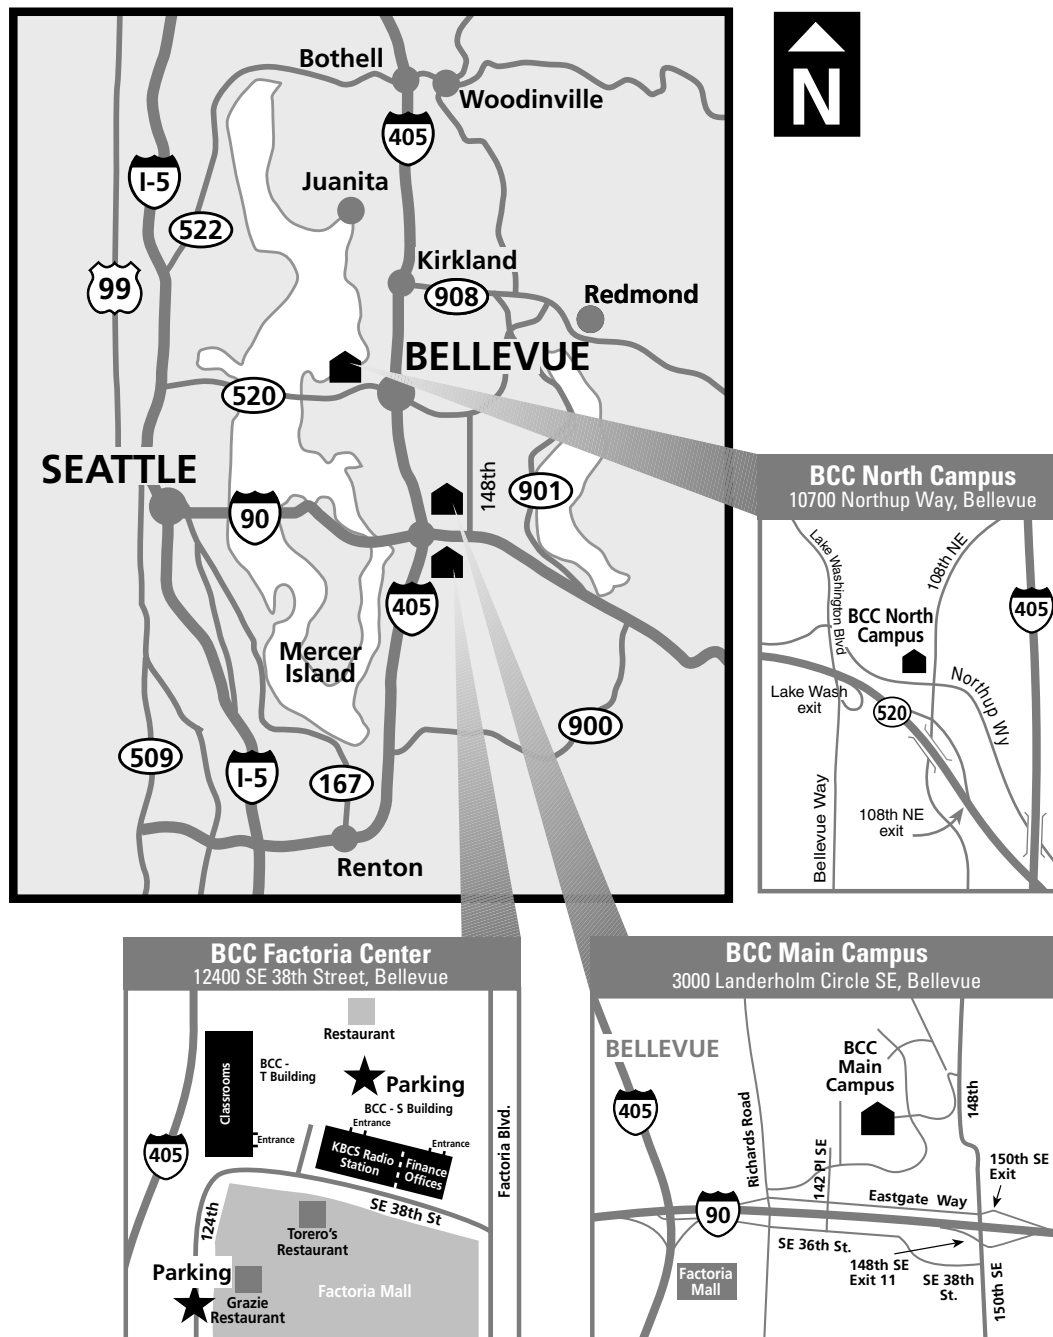 N
Bothell
Woodinville
405
I-5
Juanita
522
99
Kirkland
908
Redmond
BELLEVUE
520
SEATTLE
148th
901
90
405
Mercer
Island
900
509
I-5
167
Renton
BCC North Campus
10700 Northup Way, Bellevue
Lake Washington Blvd
108th NE
405
BCC North
Campus
Northup Wy
Lake Wash
exit
520
Bellevue Way
108th NE
exit
BCC Factoria Center
12400 SE 38th Street, Bellevue
Restaurant
Classrooms
BCC -
T Building
Parking
BCC - S Building
Entrance
Entrance
Entrance
KBCS Radio
Station
Finance
Offices
Factoria Blvd.
405
124th
SE 38th St
Torero's
Restaurant
Parking
Grazie
Restaurant
Factoria Mall
BCC Main Campus
3000 Landerholm Circle SE, Bellevue
BELLEVUE
BCC
Main
Campus
405
Richards Road
148th
142 Pl SE
150th SE
Exit
Eastgate Way
90
SE 36th St.
148th SE
Exit 11
SE 38th
St.
150th SE
Factoria
Mall